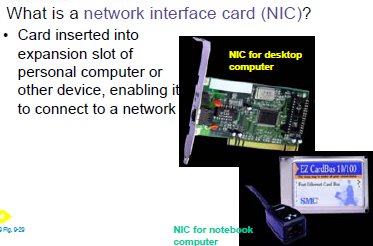 What is a network interface card (NIC)?
• Card inserted into
expansion slot of
personal computer or
other device, enabling it
to connect to a network
NIC for desktop
computer
EZ CardBus 10/100
Fast Ethernet Card Bus
SMC
NIC for notebook
computer
Fig. 9-29